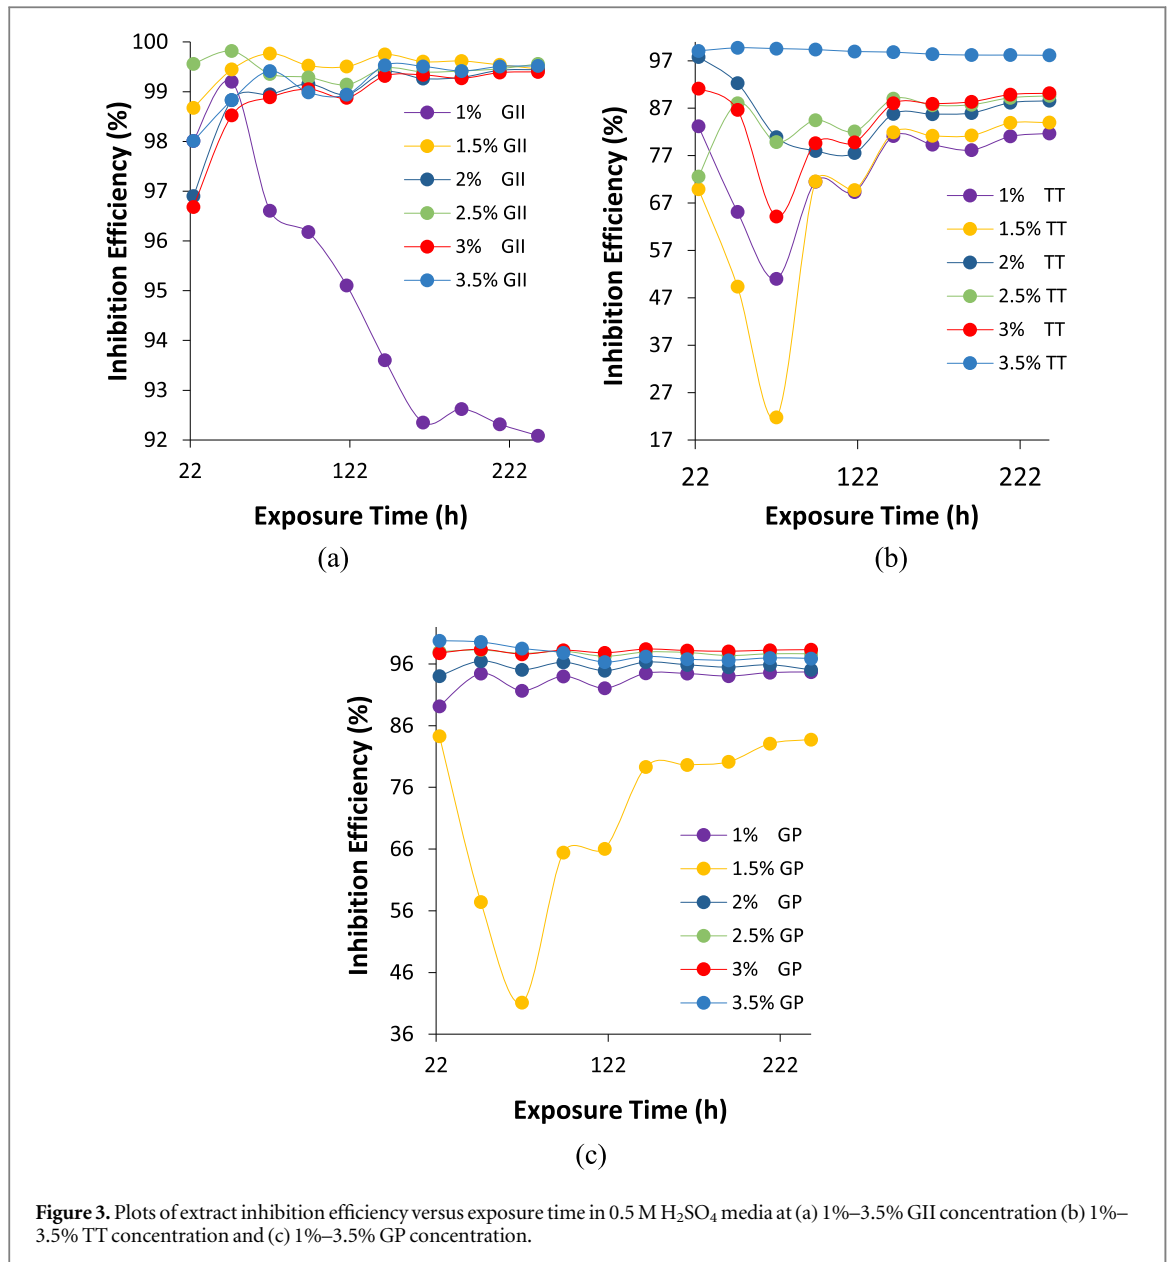 100
99
98
97
96
95
94
93
92
22
122
222
Inhibition Efficiency (%)
Exposure Time (h)
1% GII
1.5% GII
2% GII
2.5% GII
3% GII
3.5% GII
(a)
97
87
77
67
57
47
37
27
17
22
122
222
Inhibition Efficiency (%)
Exposure Time (h)
1% TT
1.5% TT
2% TT
2.5% TT
3% TT
3.5% TT
(b)
96
86
76
66
56
46
36
22
122
222
Inhibition Efficiency (%)
Exposure Time (h)
1% GP
1.5% GP
2% GP
2.5% GP
3% GP
3.5% GP
(c)
Figure 3. Plots of extract inhibition efficiency versus exposure time in 0.5 M H₂SO₄ media at (a) 1%–3.5% GII concentration (b) 1%–
3.5% TT concentration and (c) 1%–3.5% GP concentration.